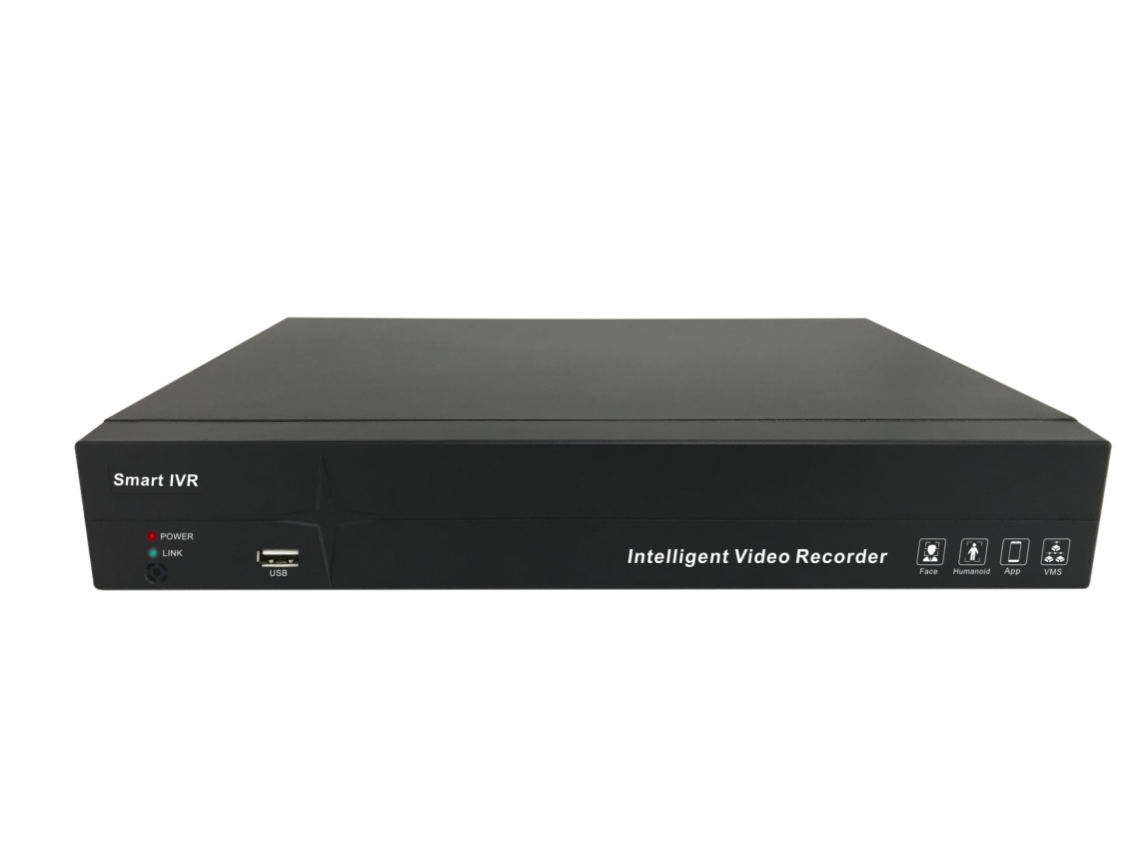 Smart IVR
POWER
LINK
USB
Intelligent Video Recorder
Face
Humanoid
App
VMS